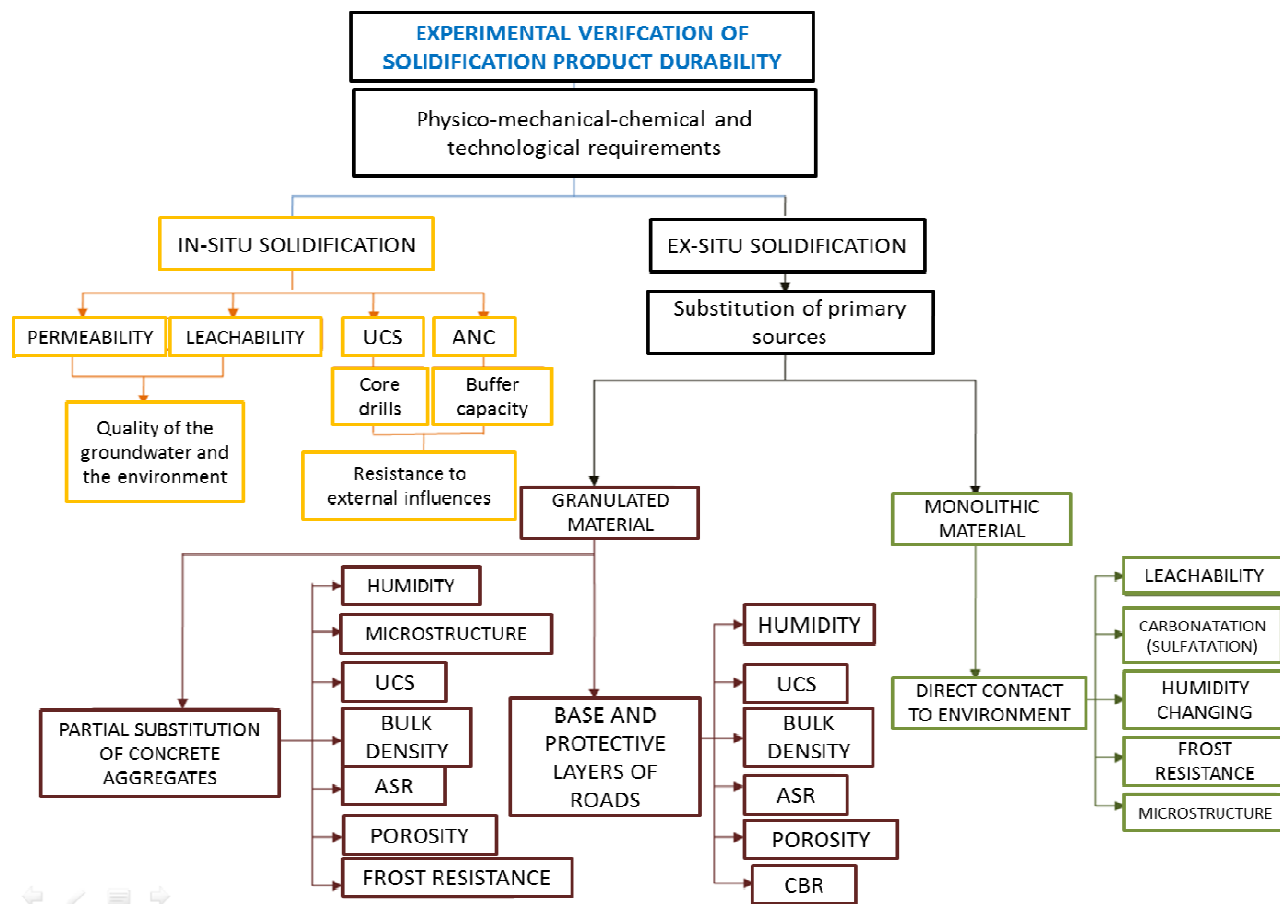 EXPERIMENTAL VERIFCATION OF
SOLIDIFICATION PRODUCT DURABILITY
Physico-mechanical-chemical and
technological requirements
IN-SITU SOLIDIFICATION
EX-SITU SOLIDIFICATION
Substitution of primary
sources
PERMEABILITY
LEACHABILITY
UCS
ANC
Core
drills
Buffer
capacity
Quality of the
groundwater and
the environment
Resistance to
external influences
GRANULATED
MATERIAL
MONOLITHIC
MATERIAL
PARTIAL SUBSTITUTION
OF CONCRETE
AGGREGATES
HUMIDITY
MICROSTRUCTURE
UCS
BULK
DENSITY
ASR
POROSITY
FROST RESISTANCE
BASE AND
PROTECTIVE
LAYERS OF
ROADS
HUMIDITY
UCS
BULK
DENSITY
ASR
POROSITY
CBR
DIRECT CONTACT
TO ENVIRONMENT
LEACHABILITY
CARBONATATION
(SULFATATION)
HUMIDITY
CHANGING
FROST
RESISTANCE
MICROSTRUCTURE